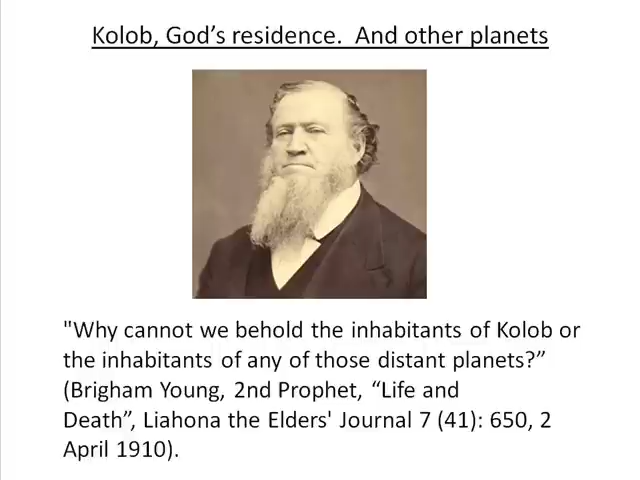 Kolob, God’s residence.  And other planets
"Why cannot we behold the inhabitants of Kolob or
the inhabitants of any of those distant planets?”
(Brigham Young, 2nd Prophet, “Life and
Death”, Liahona the Elders' Journal 7 (41): 650, 2
April 1910).